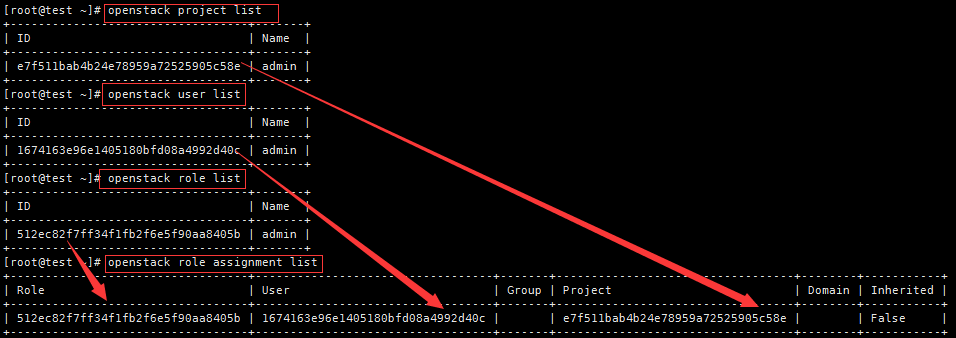 [root@test ~]# openstack project list
+----------------------------------+-------+
| ID                               | Name  |
+----------------------------------+-------+
| e7f511bab4b24e78959a72525905c58e | admin |
+----------------------------------+-------+
[root@test ~]# openstack user list
+----------------------------------+-------+
| ID                               | Name  |
+----------------------------------+-------+
| 1674163e96e1405180bfd08a4992d40c | admin |
+----------------------------------+-------+
[root@test ~]# openstack role list
+----------------------------------+-------+
| ID                               | Name  |
+----------------------------------+-------+
| 512ec82f7ff34f1fb2f6e5f90aa8405b | admin |
+----------------------------------+-------+
[root@test ~]# openstack role assignment list
+----------------------------------+----------------------------------+-------+----------------------------------+--------+-----------+
| Role                             | User                             | Group | Project                          | Domain | Inherited |
+----------------------------------+----------------------------------+-------+----------------------------------+--------+-----------+
| 512ec82f7ff34f1fb2f6e5f90aa8405b | 1674163e96e1405180bfd08a4992d40c |       | e7f511bab4b24e78959a72525905c58e |        | False     |
+----------------------------------+----------------------------------+-------+----------------------------------+--------+-----------+